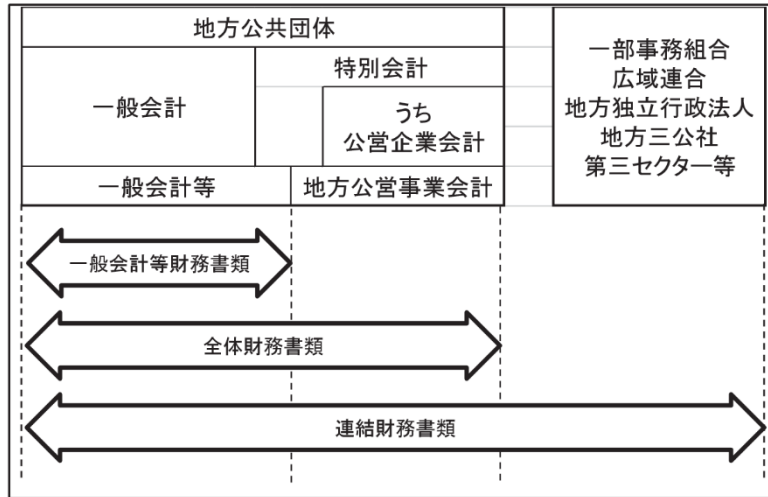 地方公共団体
一般会計
特別会計
うち
公営企業会計
一般会計等
地方公営事業会計
一部事務組合
広域連合
地方独立行政法人
地方三公社
第三セクター等
一般会計等財務書類
全体財務書類
連結財務書類